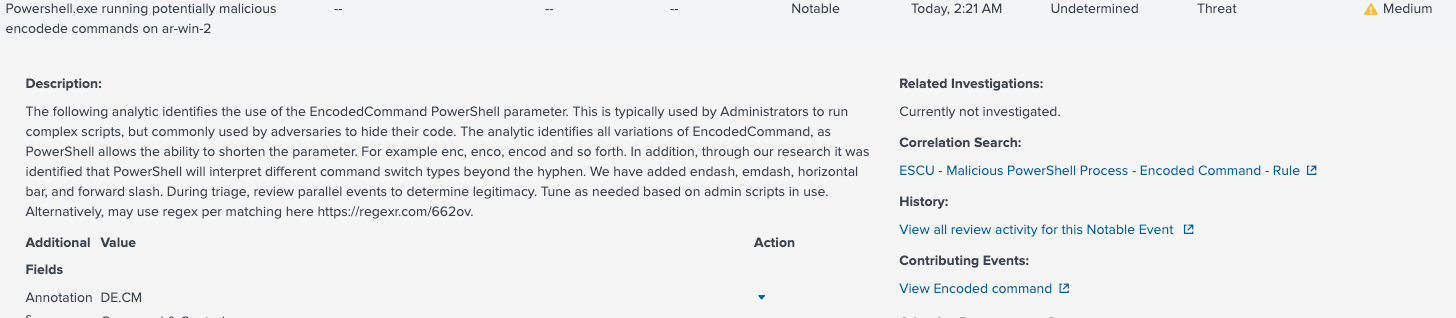 Powershell.exe running potentially malicious -- -- -- Notable Today, 2:21 AM Undetermined Threat Medium
encodede commands on ar-win-2
Description:
The following analytic identifies the use of the EncodedCommand PowerShell parameter. This is typically used by Administrators to run
complex scripts, but commonly used by adversaries to hide their code. The analytic identifies all variations of EncodedCommand, as
PowerShell allows the ability to shorten the parameter. For example enc, enco, encod and so forth. In addition, through our research it was
identified that PowerShell will interpret different command switch types beyond the hyphen. We have added endash, emdash, horizontal
bar, and forward slash. During triage, review parallel events to determine legitimacy. Tune as needed based on admin scripts in use.
Alternatively, may use regex per matching here https://regexr.com/662ov.
Additional Value Action
Fields
Annotation DE.CM
Related Investigations:
Currently not investigated.
Correlation Search:
ESCU - Malicious PowerShell Process - Encoded Command - Rule
History:
View all review activity for this Notable Event
Contributing Events:
View Encoded command